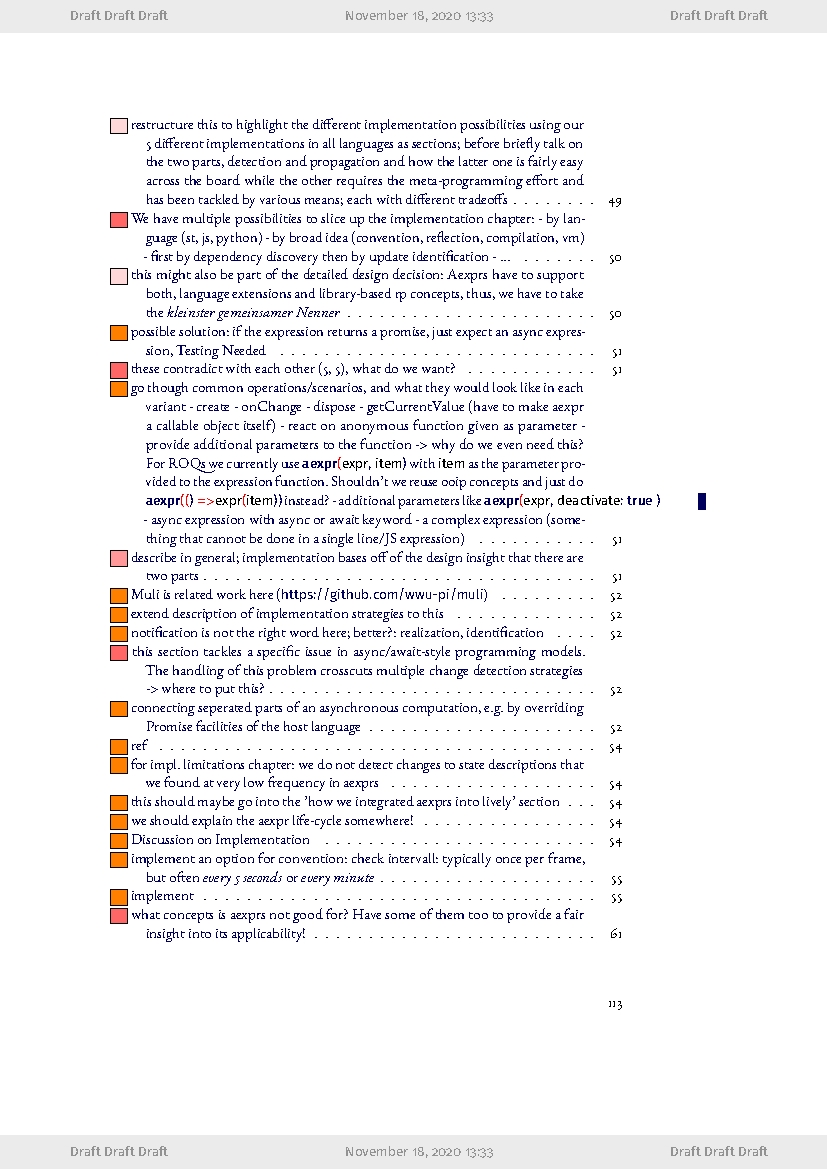 Draft Draft Draft November 18, 2020 13:33 Draft Draft Draft
restructure this to highlight the different implementation possibilities using our
5 different implementations in all languages as sections; before briefly talk on
the two parts, detection and propagation and how the latter one is fairly easy
across the board while the other requires the meta-programming effort and
has been tackled by various means; each with different tradeoffs . . . . . . . . 49
We have multiple possibilities to slice up the implementation chapter: - by lan-
guage (st, js, python) - by broad idea (convention, reflection, compilation, vm)
- first by dependency discovery then by update identification - ... . . . . . . . . 50
this might also be part of the detailed design decision: Aexprs have to support
both, language extensions and library-based rp concepts, thus, we have to take
the kleinster gemeinsamer Nenner . . . . . . . . . . . . . . . . . . . . . . . . 50
possible solution: if the expression returns a promise, just expect an async expres-
sion, Testing Needed . . . . . . . . . . . . . . . . . . . . . . . . . . . . . . 51
these contradict with each other (5, 5), what do we want? . . . . . . . . . . . . 51
go though common operations/scenarios, and what they would look like in each
variant - create - onChange - dispose - getCurrentValue (have to make aexpr
a callable object itself) - react on anonymous function given as parameter -
provide additional parameters to the function -> why do we even need this?
For ROQs we currently use aexpr(expr, item) with item as the parameter pro-
vided to the expression function. Shouldn't we reuse oop concepts and just do
aexpr(() =>expr(item)) instead? - additional parameters like aexpr(expr, deactivate: true )
- async expression with async or await keyword - a complex expression (some-
thing that cannot be done in a single line/JS expression) . . . . . . . . . . . 51
describe in general; implementation bases off of the design insight that there are
two parts . . . . . . . . . . . . . . . . . . . . . . . . . . . . . . . . . . . . . 51
Muli is related work here (https://github.com/wwu-pi/muli) . . . . . . . . . 52
extend description of implementation strategies to this . . . . . . . . . . . . . 52
notification is not the right word here; better?: realization, identification . . . . 52
this section tackles a specific issue in async/await-style programming models.
The handling of this problem crosscuts multiple change detection strategies
-> where to put this? . . . . . . . . . . . . . . . . . . . . . . . . . . . . . . . 52
connecting seperated parts of an asynchronous computation, e.g. by overriding
Promise facilities of the host language . . . . . . . . . . . . . . . . . . . . . . 52
ref . . . . . . . . . . . . . . . . . . . . . . . . . . . . . . . . . . . . . . . . . 54
for impl. limitations chapter: we do not detect changes to state descriptions that
we found at very low frequency in aexprs . . . . . . . . . . . . . . . . . . . . 54
this should maybe go into the 'how we integrated aexprs into lively' section . . . 54
we should explain the aexpr life-cycle somewhere! . . . . . . . . . . . . . . . . 54
Discussion on Implementation . . . . . . . . . . . . . . . . . . . . . . . . . . 54
implement an option for convention: check intervall: typically once per frame,
but often every 5 seconds or every minute . . . . . . . . . . . . . . . . . . . . . 55
implement . . . . . . . . . . . . . . . . . . . . . . . . . . . . . . . . . . . . . 55
what concepts is aexprs not good for? Have some of them too to provide a fair
insight into its applicability! . . . . . . . . . . . . . . . . . . . . . . . . . . 61
113
Draft Draft Draft November 18, 2020 13:33 Draft Draft Draft